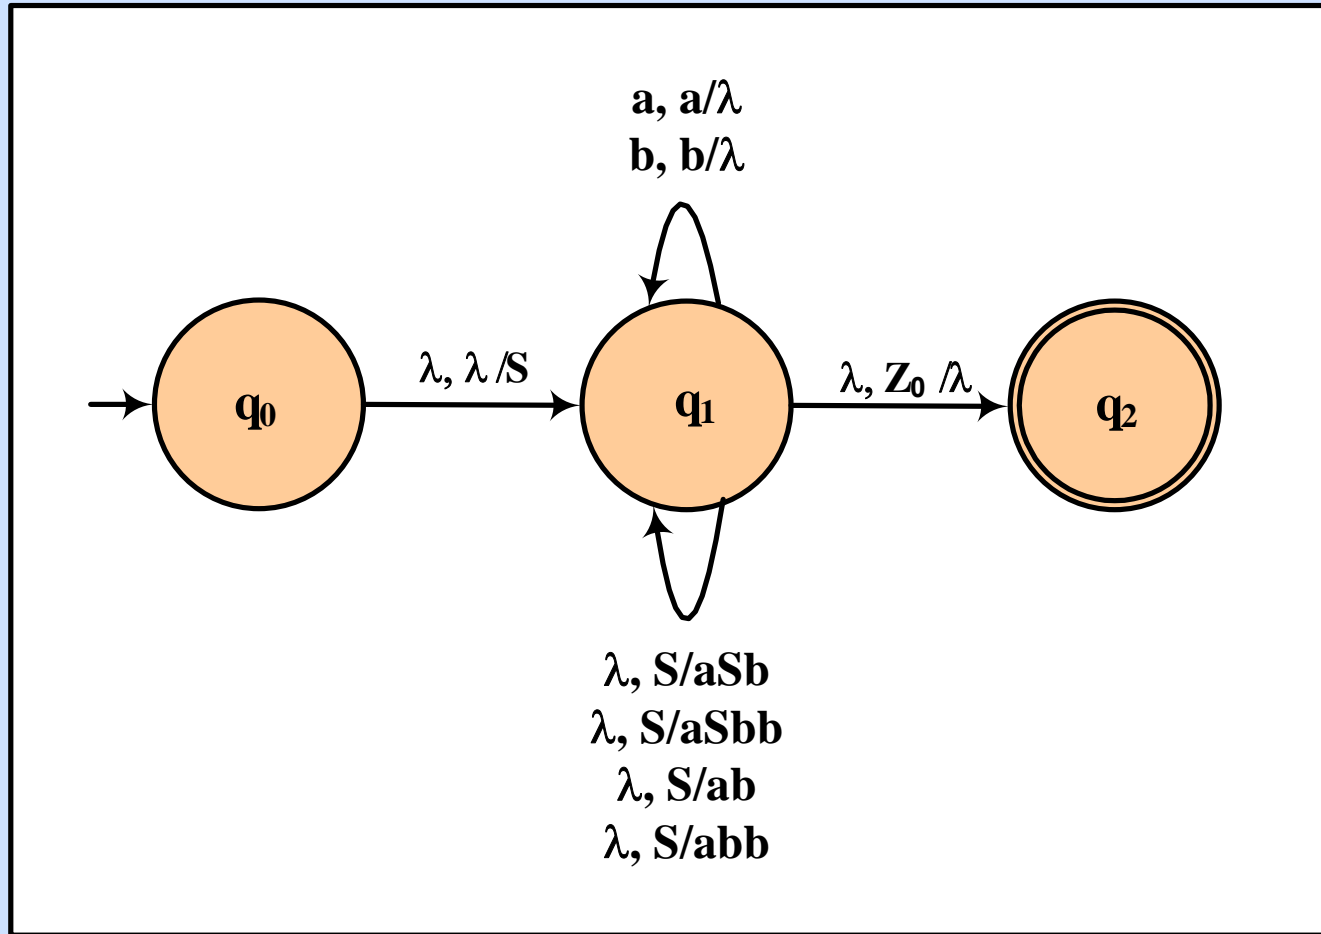 a, a/λ
b, b/λ
λ, λ /S
λ, Z₀ /λ
q₀
q₁
q₂
λ, S/aSb
λ, S/aSbb
λ, S/ab
λ, S/abb